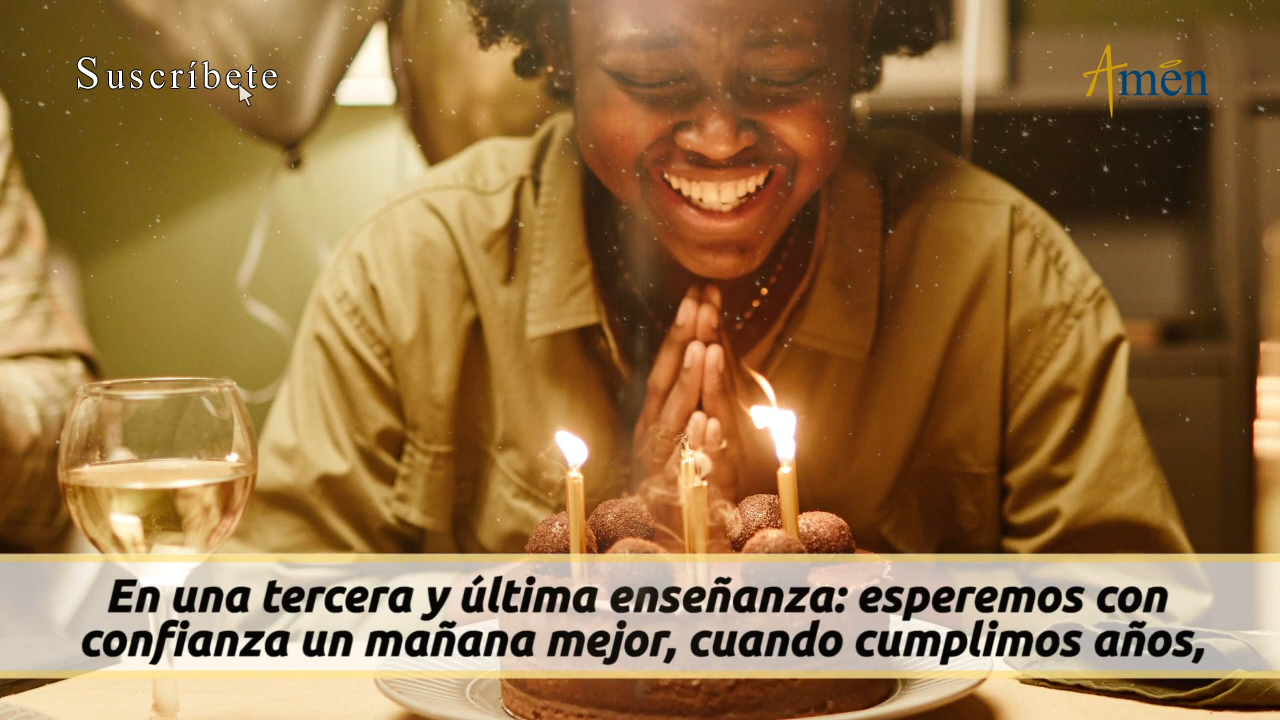 Suscríbete
Amén
En una tercera y última enseñanza: esperemos con
confianza un mañana mejor, cuando cumplimos años,